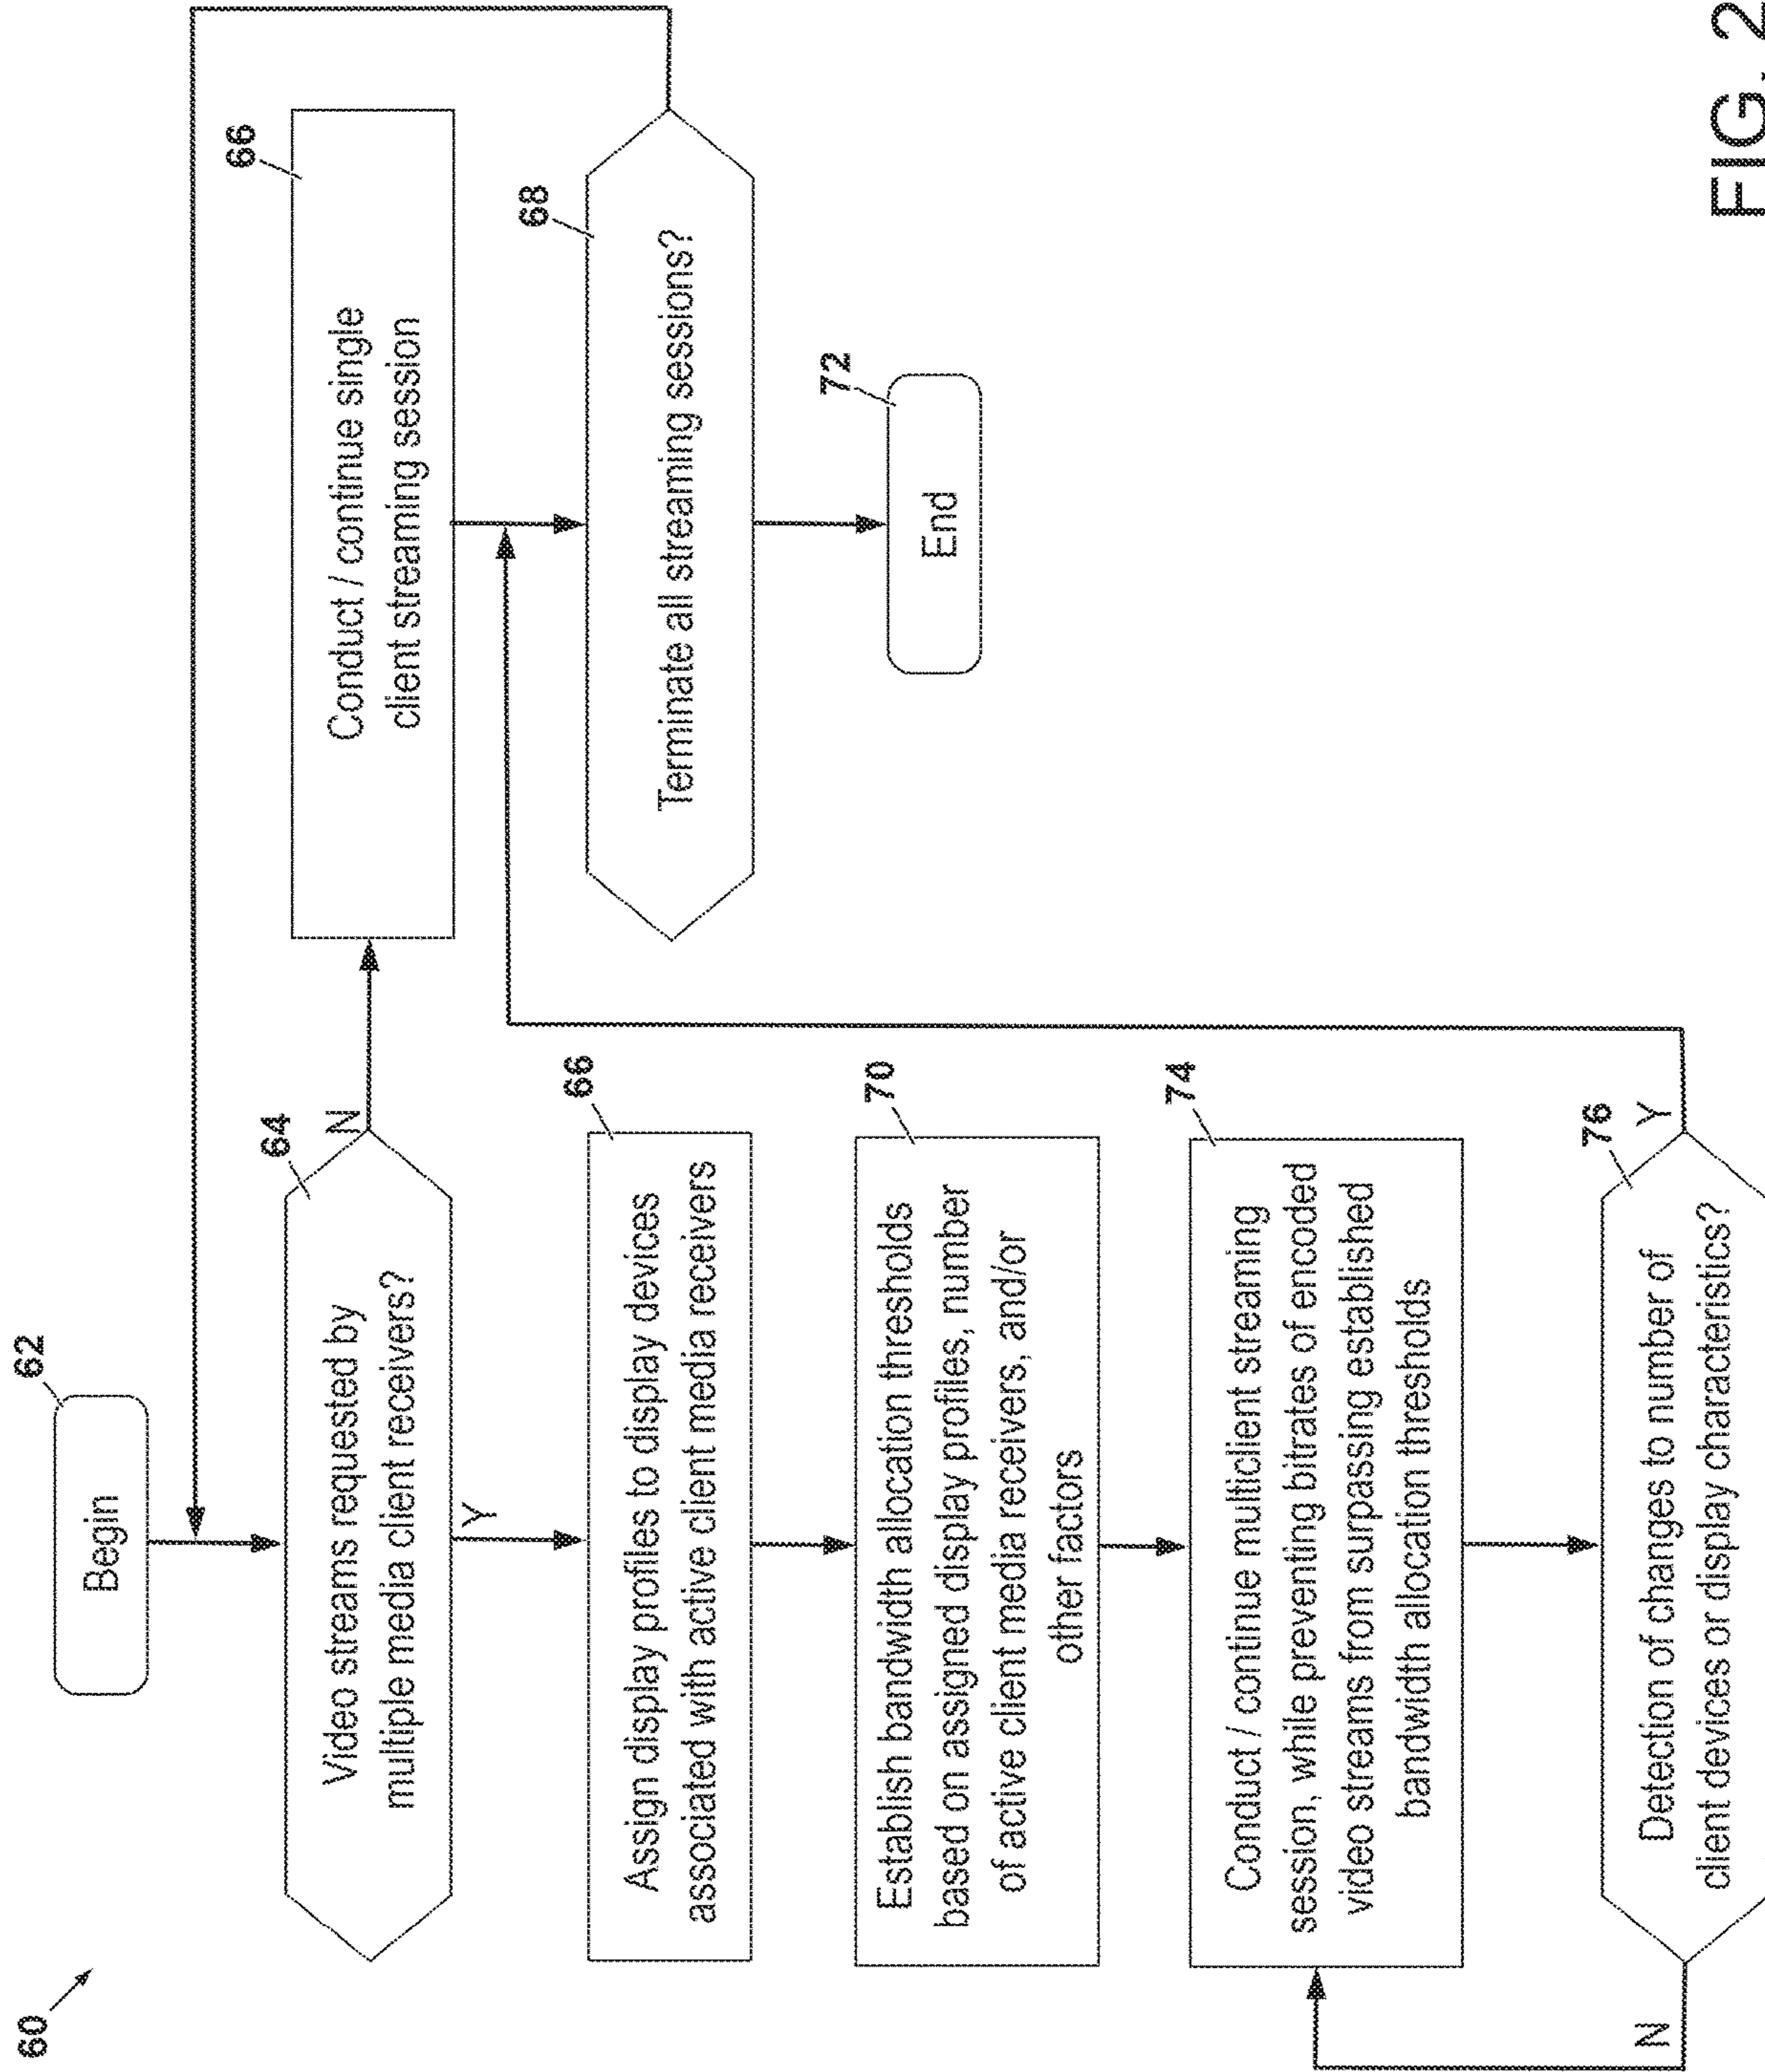 60
62
Begin
64
Video streams requested by
multiple media client receivers?
N
Y
66
Conduct / continue single
client streaming session
68
Terminate all streaming sessions?
72
End
66
Assign display profiles to display devices
associated with active client media receivers
70
Establish bandwidth allocation thresholds
based on assigned display profiles, number
of active client media receivers, and/or
other factors
74
Conduct / continue multiclient streaming
session, while preventing bitrates of encoded
video streams from surpassing established
bandwidth allocation thresholds
76
Detection of changes to number of
client devices or display characteristics?
Y
N
FIG. 2